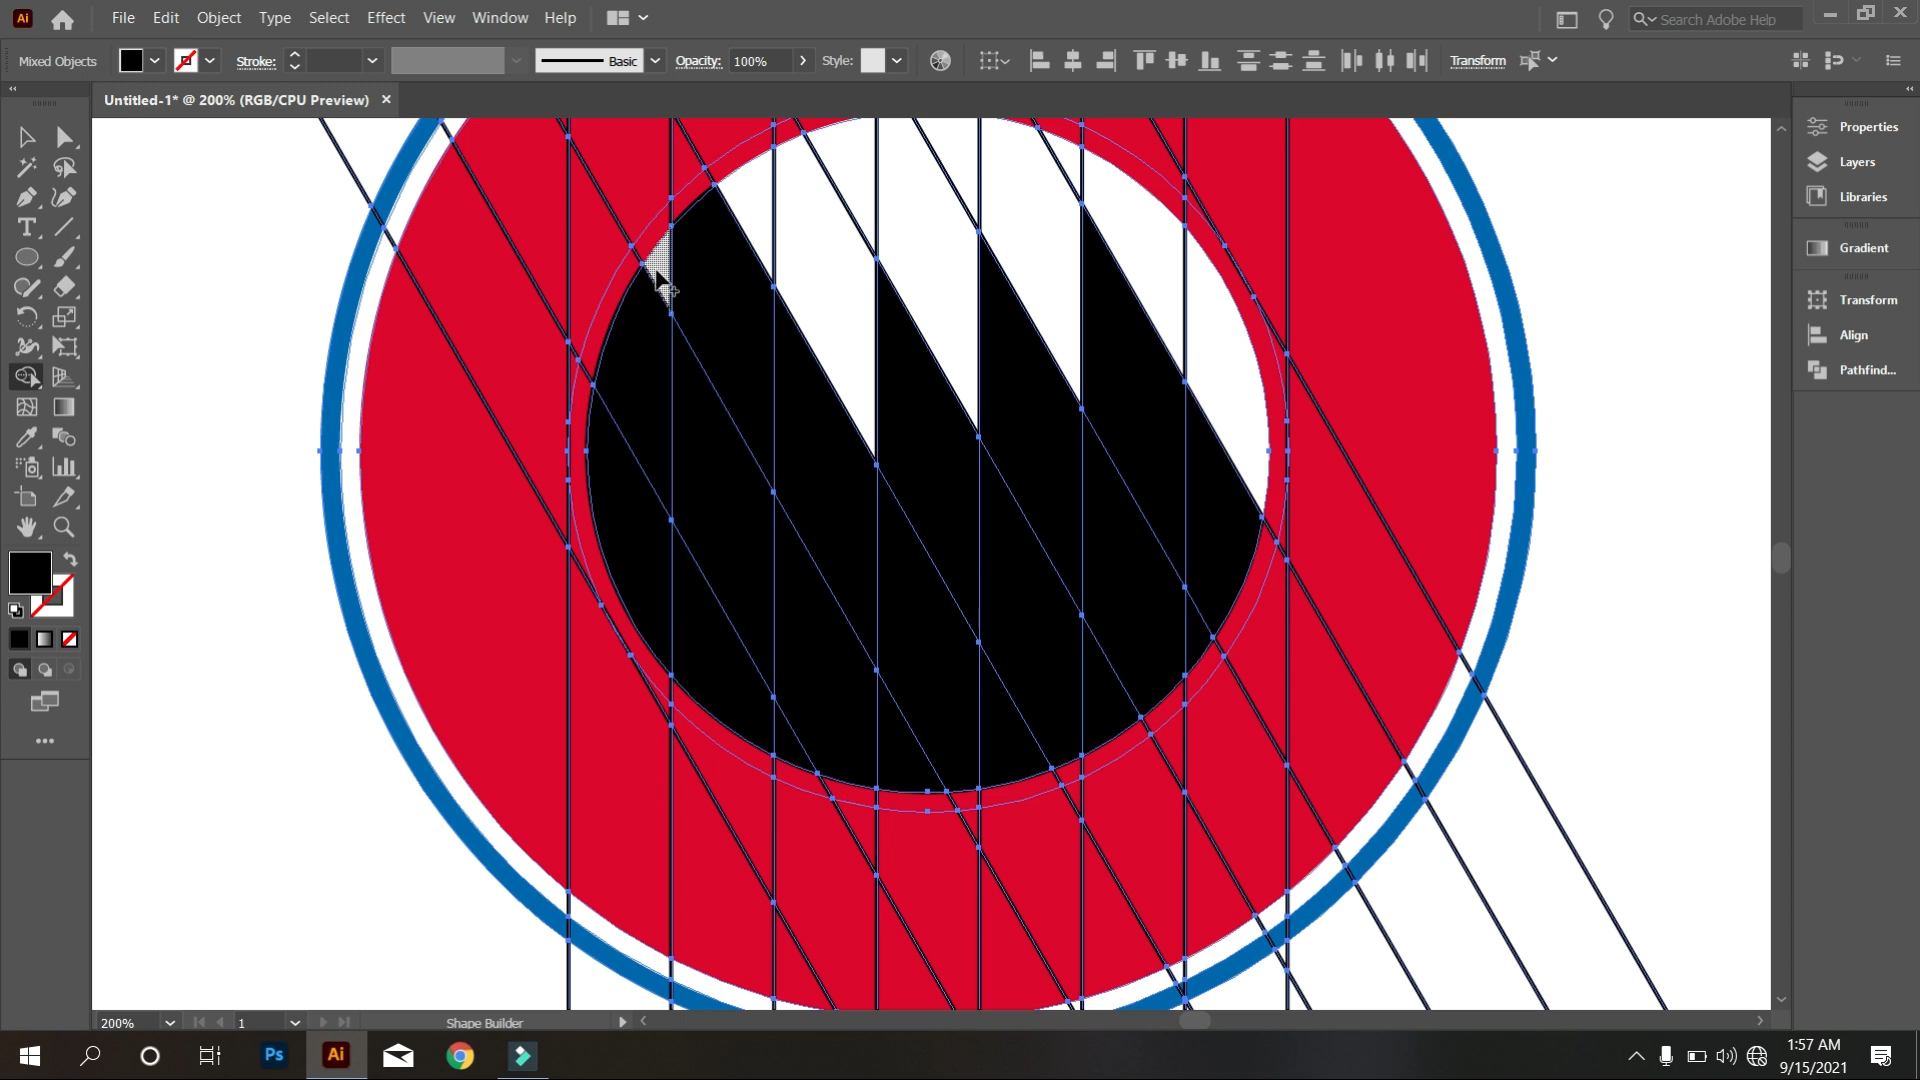 Ai File Edit Object Type Select Effect View Window Help Search Adobe Help
Mixed Objects Stroke: Basic Opacity: 100% Style: Transform
Untitled-1* @ 200% (RGB/CPU Preview)
Properties
Layers
Libraries
Gradient
Transform
Align
Pathfind...
200% 1 Shape Builder
Ps Ai
1:57 AM
9/15/2021